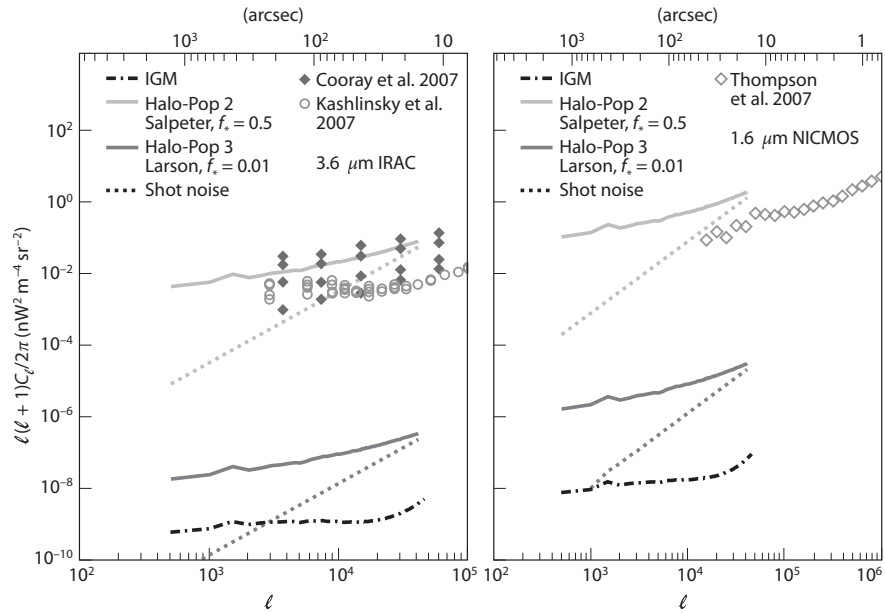 (arcsec)
(arcsec)
10³
10²
10
10³
10²
10
1
IGM
Halo-Pop 2
Salpeter, f* = 0.5
Halo-Pop 3
Larson, f* = 0.01
Shot noise
Cooray et al. 2007
Kashlinsky et al.
2007
3.6 μm IRAC
IGM
Halo-Pop 2
Salpeter, f* = 0.5
Halo-Pop 3
Larson, f* = 0.01
Shot noise
Thompson
et al. 2007
1.6 μm NICMOS
ℓ(ℓ + 1)Cℓ/2π (nW² m⁻⁴ sr⁻²)
10²
10⁰
10⁻²
10⁻⁴
10⁻⁶
10⁻⁸
10⁻¹⁰
10²
10³
10⁴
10⁵
10²
10³
10⁴
10⁵
10⁶
ℓ
ℓ